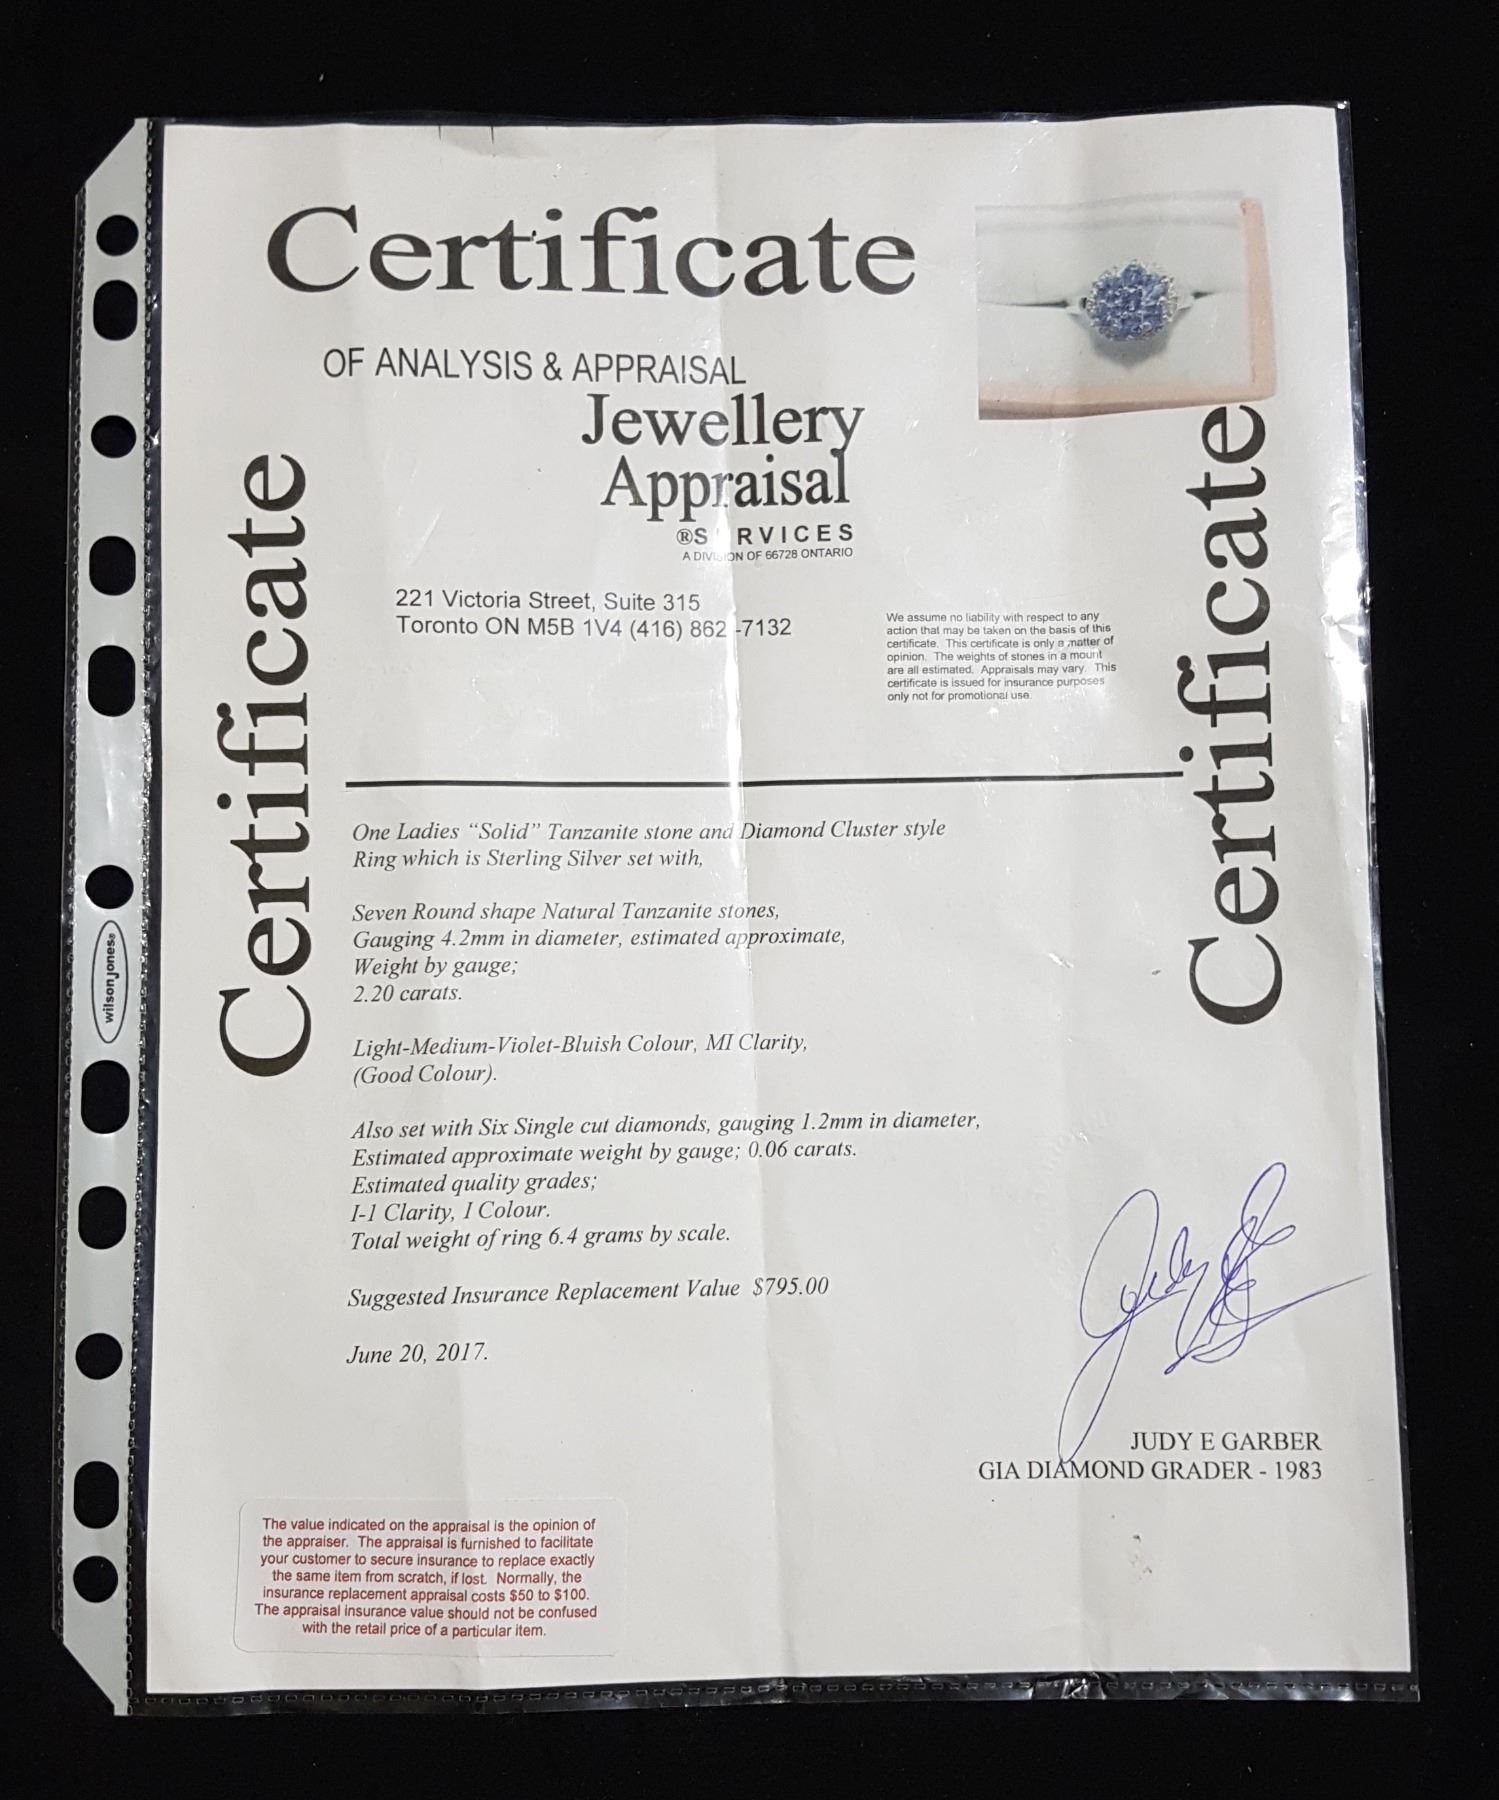 Certificate
OF ANALYSIS & APPRAISAL
Jewellery
Appraisal
®S RVICES
A DIVISION OF 66728 ONTARIO
221 Victoria Street, Suite 315
Toronto ON M5B 1V4 (416) 862 -7132
We assume no liability with respect to any
action that may be taken on the basis of this
certificate. This certificate is only a matter of
opinion. The weights of stones in a mount
are all estimated. Appraisals may vary. This
certificate is issued for insurance purposes
only not for promotional use.
Certificate
Certificate
One Ladies “Solid” Tanzanite stone and Diamond Cluster style
Ring which is Sterling Silver set with,
Seven Round shape Natural Tanzanite stones,
Gauging 4.2mm in diameter, estimated approximate,
Weight by gauge;
2.20 carats.
Light-Medium-Violet-Bluish Colour, MI Clarity,
(Good Colour).
Also set with Six Single cut diamonds, gauging 1.2mm in diameter,
Estimated approximate weight by gauge; 0.06 carats.
Estimated quality grades;
I-1 Clarity, I Colour.
Total weight of ring 6.4 grams by scale.
Suggested Insurance Replacement Value $795.00
June 20, 2017.
JUDY E GARBER
GIA DIAMOND GRADER - 1983
The value indicated on the appraisal is the opinion of
the appraiser. The appraisal is furnished to facilitate
your customer to secure insurance to replace exactly
the same item from scratch, if lost. Normally, the
insurance replacement appraisal costs $50 to $100.
The appraisal insurance value should not be confused
with the retail price of a particular item.
wilson jones®